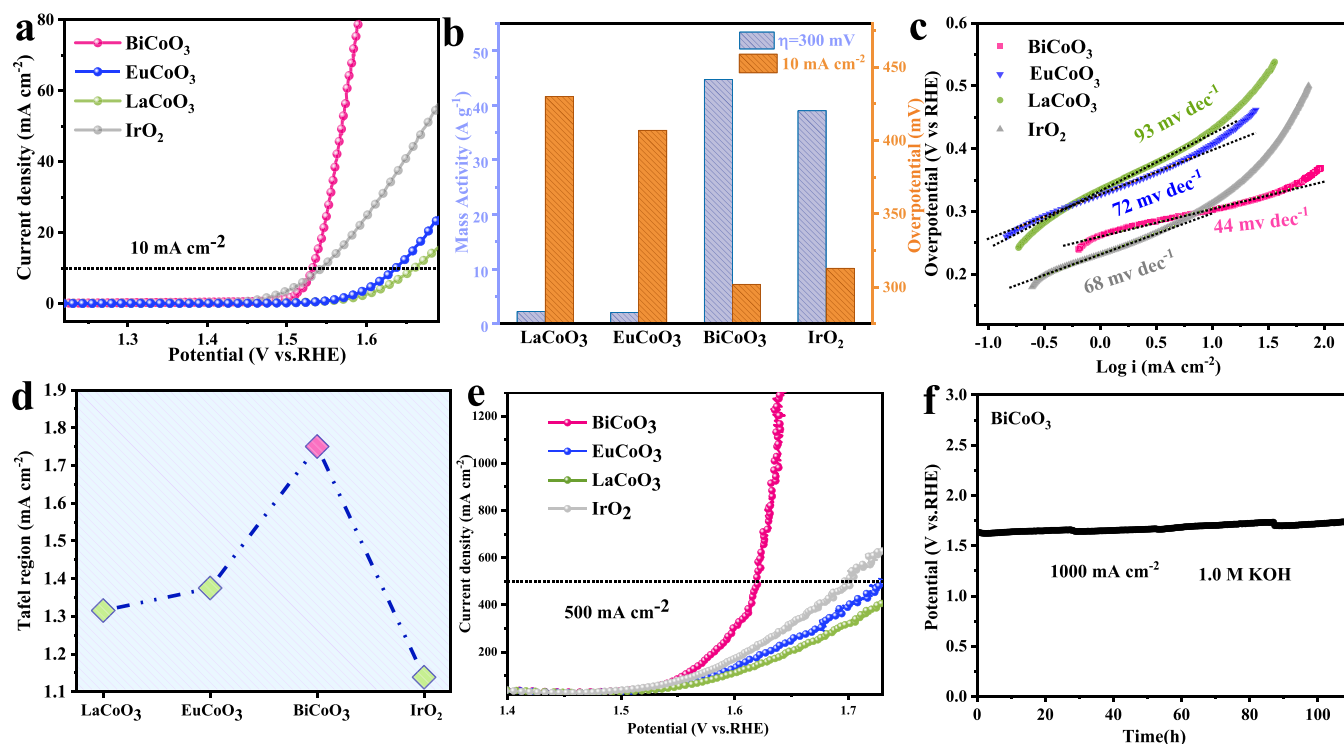 a
BiCoO₃
EuCoO₃
LaCoO₃
IrO₂
10 mA cm⁻²
Current density (mA cm⁻²)
80
60
40
20
0
1.3 1.4 1.5 1.6
Potential (V vs.RHE)
b
η=300 mV
10 mA cm⁻²
Mass Activity(A g⁻¹)
50
40
30
20
10
0
Overpotential(mV)
450
400
350
300
LaCoO₃ EuCoO₃ BiCoO₃ IrO₂
c
BiCoO₃
EuCoO₃
LaCoO₃
IrO₂
93 mv dec⁻¹
72 mv dec⁻¹
44 mv dec⁻¹
68 mv dec⁻¹
Overpotential (V vs RHE)
0.6
0.5
0.4
0.3
0.2
-1.0 -0.5 0.0 0.5 1.0 1.5 2.0
Log i (mA cm⁻²)
d
Tafel region (mA cm⁻²)
1.9
1.8
1.7
1.6
1.5
1.4
1.3
1.2
1.1
LaCoO₃ EuCoO₃ BiCoO₃ IrO₂
e
BiCoO₃
EuCoO₃
LaCoO₃
IrO₂
500 mA cm⁻²
Current density (mA cm⁻²)
1200
1000
800
600
400
200
1.4 1.5 1.6 1.7
Potential (V vs.RHE)
f
BiCoO₃
1000 mA cm⁻²
1.0 M KOH
Potential (V vs.RHE)
3.0
2.5
2.0
1.5
1.0
0.5
0.0
0 20 40 60 80 100
Time(h)